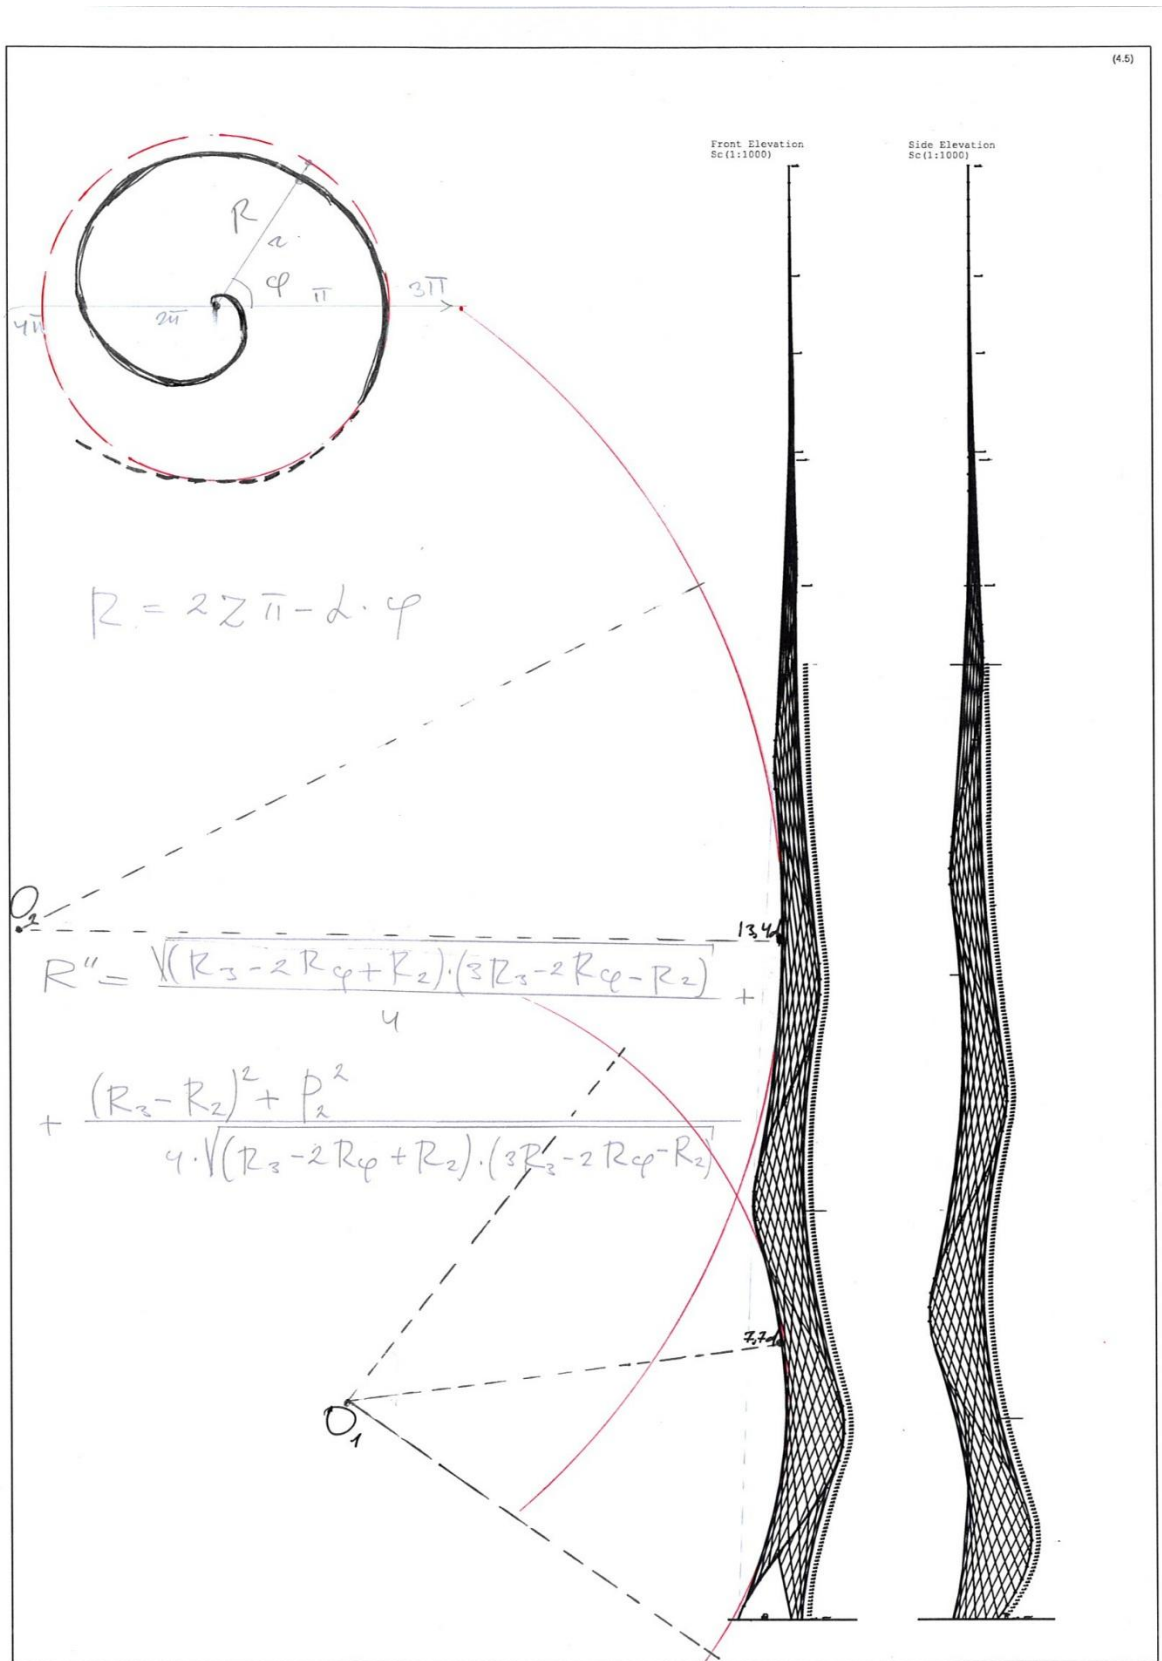 (4.5)
Front Elevation
Sc(1:1000)
Side Elevation
Sc(1:1000)
R
φ
π
3π
2π
4π
R = 2Zπ - α · φ
O₂
13,4d
R'' = √(R₃ - 2Rφ + R₂) · (3R₃ - 2Rφ - R₂) / 4 +
+ (R₃ - R₂)² + P₂² / 4 · √(R₃ - 2Rφ + R₂) · (3R₃ - 2Rφ - R₂)
7,7d
O₁